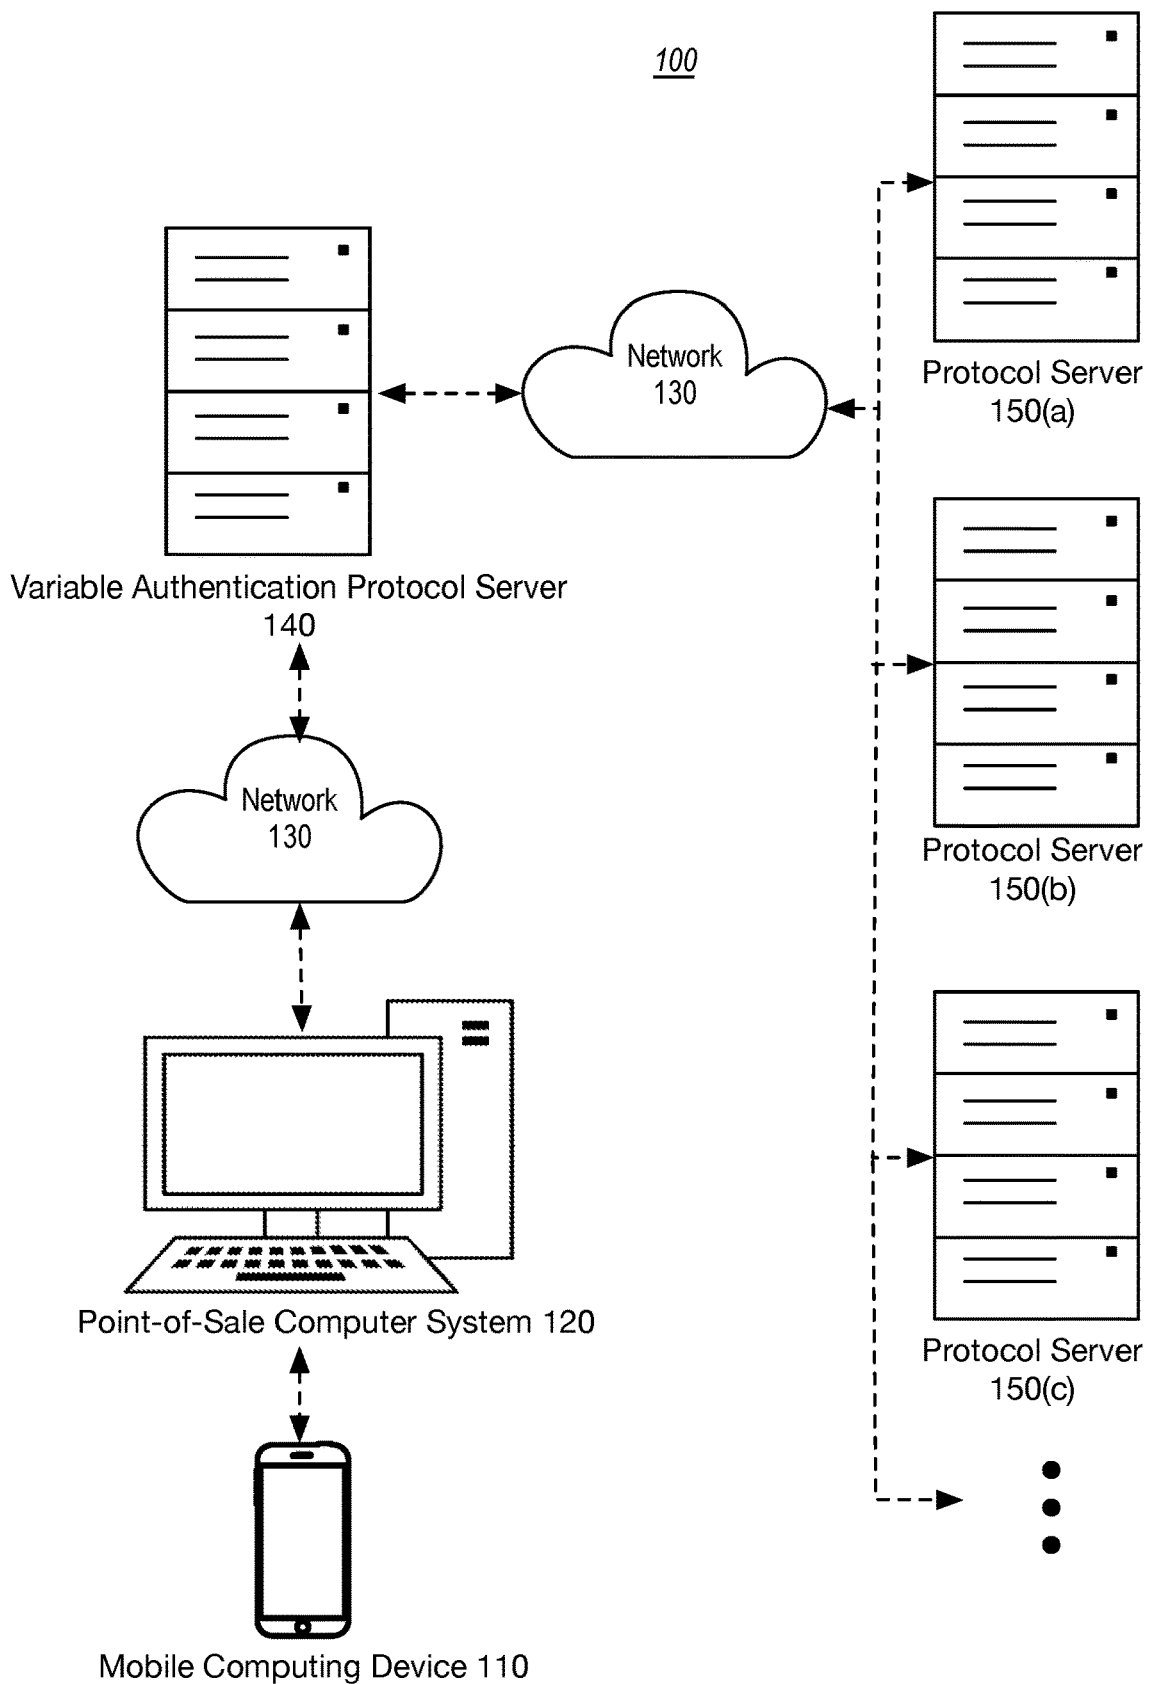 100
Protocol Server
150(a)
Network
130
Variable Authentication Protocol Server
140
Protocol Server
150(b)
Network
130
Point-of-Sale Computer System 120
Protocol Server
150(c)
Mobile Computing Device 110